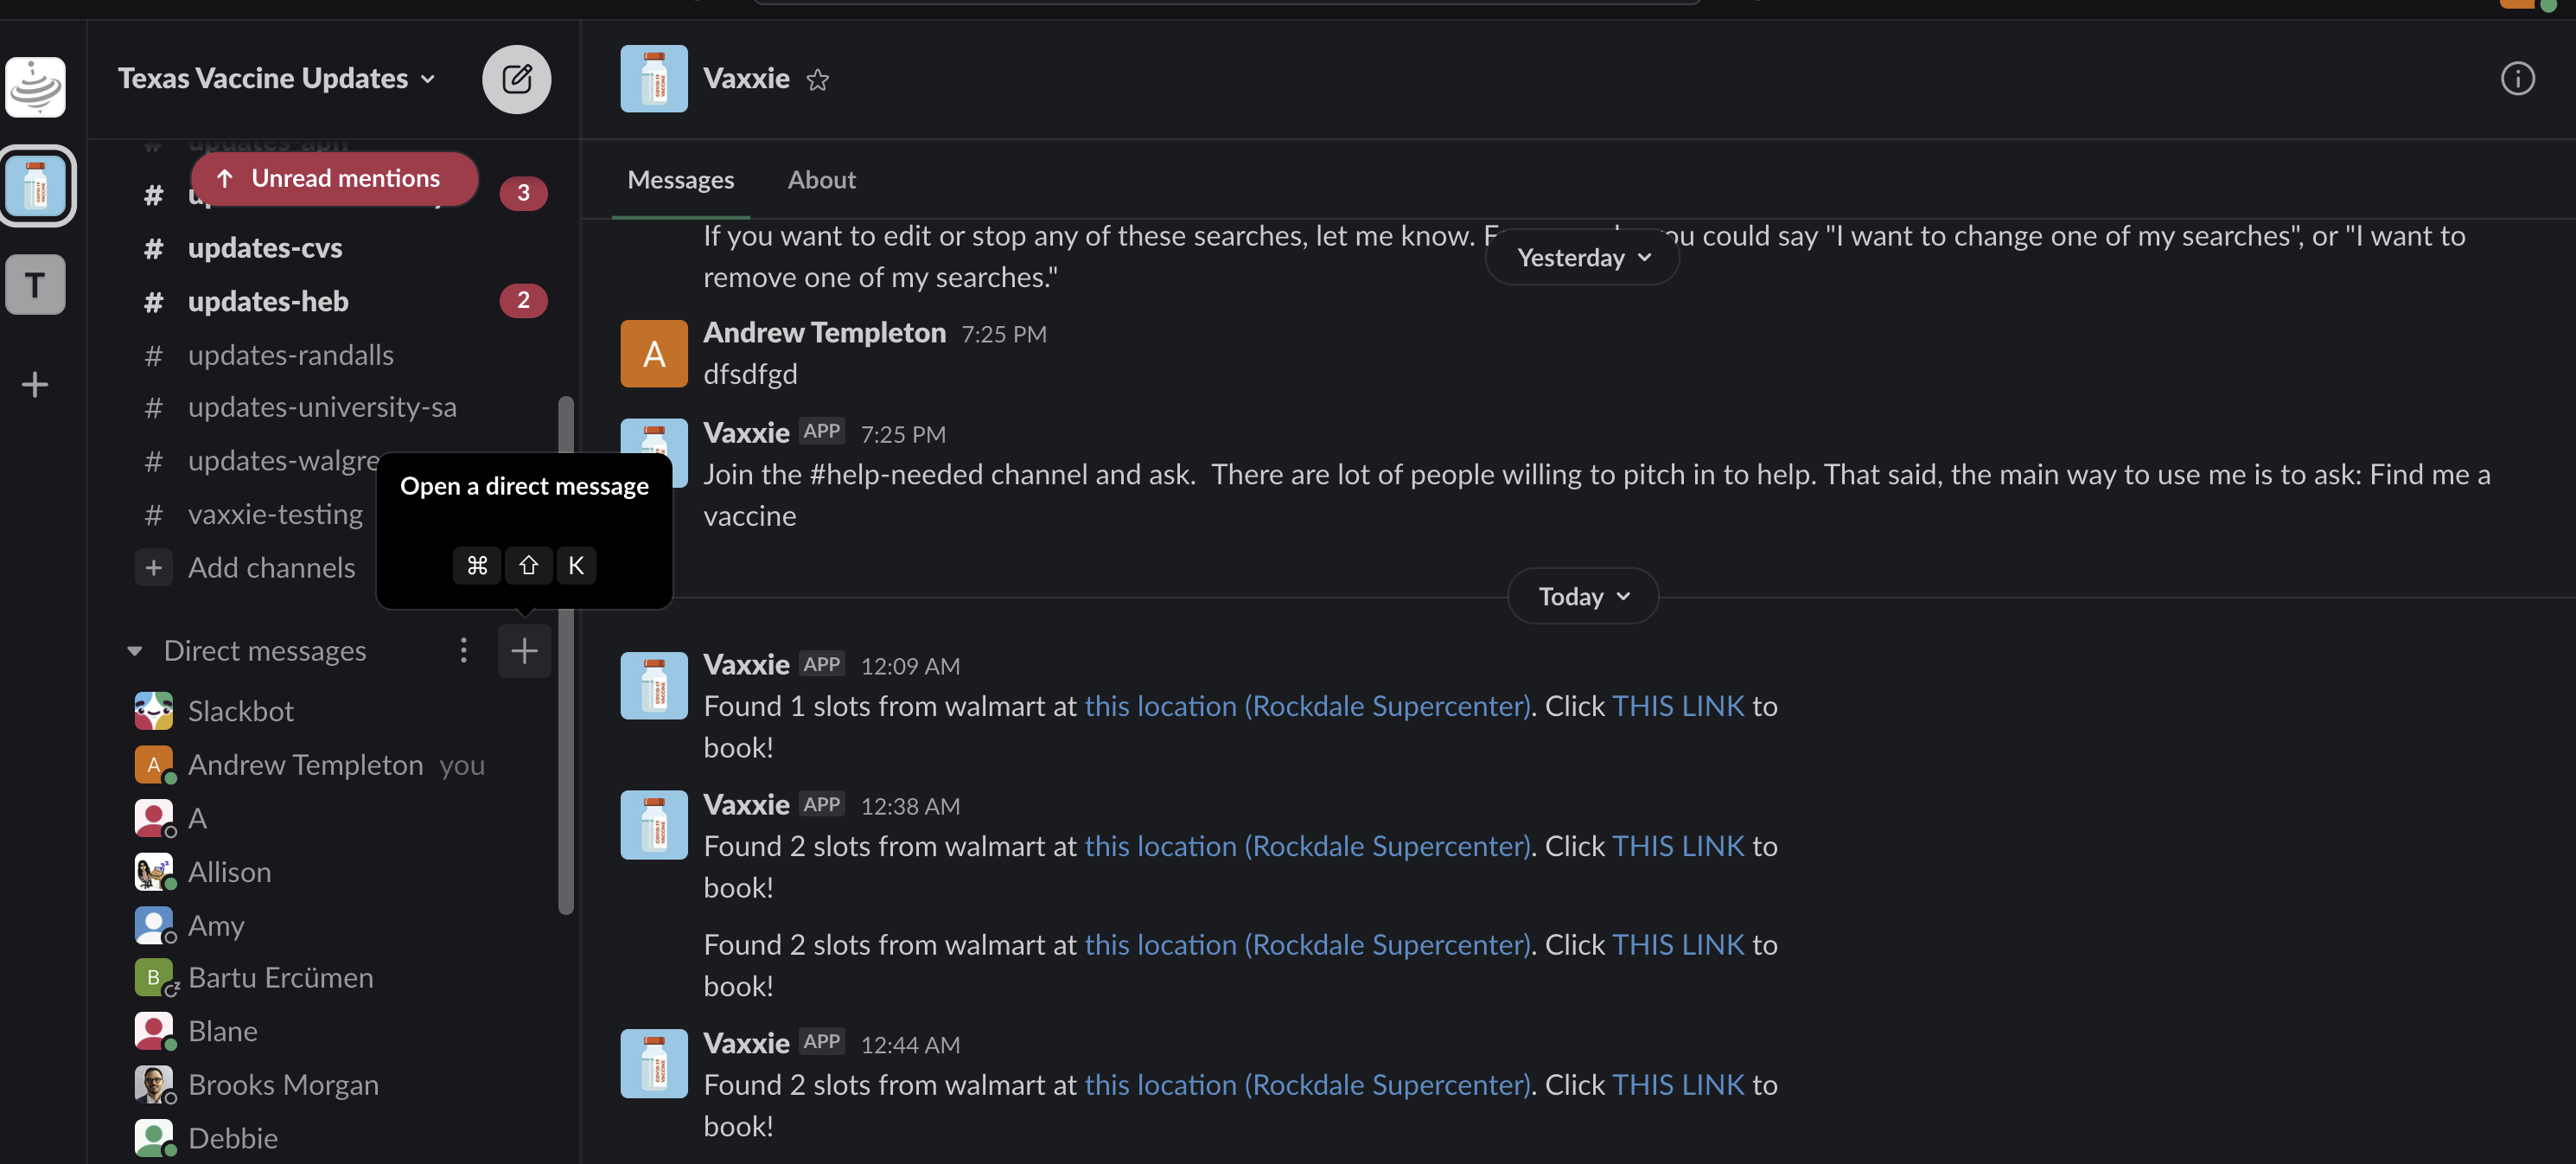 Texas Vaccine Updates
Unread mentions
3
# updates-cvs
# updates-heb 2
# updates-randalls
# updates-university-sa
# updates-walgre
# vaxxie-testing
+ Add channels
Open a direct message
⌘ ⇧ K
Direct messages
Slackbot
A Andrew Templeton you
A
Allison
Amy
B Bartu Ercümen
Blane
Brooks Morgan
Debbie
T
+
Vaxxie
Messages About
If you want to edit or stop any of these searches, let me know. you could say "I want to change one of my searches", or "I want to
Yesterday
remove one of my searches."
A Andrew Templeton 7:25 PM
dfsdfgd
Vaxxie APP 7:25 PM
Join the #help-needed channel and ask.  There are lot of people willing to pitch in to help. That said, the main way to use me is to ask: Find me a
vaccine
Today
Vaxxie APP 12:09 AM
Found 1 slots from walmart at this location (Rockdale Supercenter). Click THIS LINK to
book!
Vaxxie APP 12:38 AM
Found 2 slots from walmart at this location (Rockdale Supercenter). Click THIS LINK to
book!
Found 2 slots from walmart at this location (Rockdale Supercenter). Click THIS LINK to
book!
Vaxxie APP 12:44 AM
Found 2 slots from walmart at this location (Rockdale Supercenter). Click THIS LINK to
book!